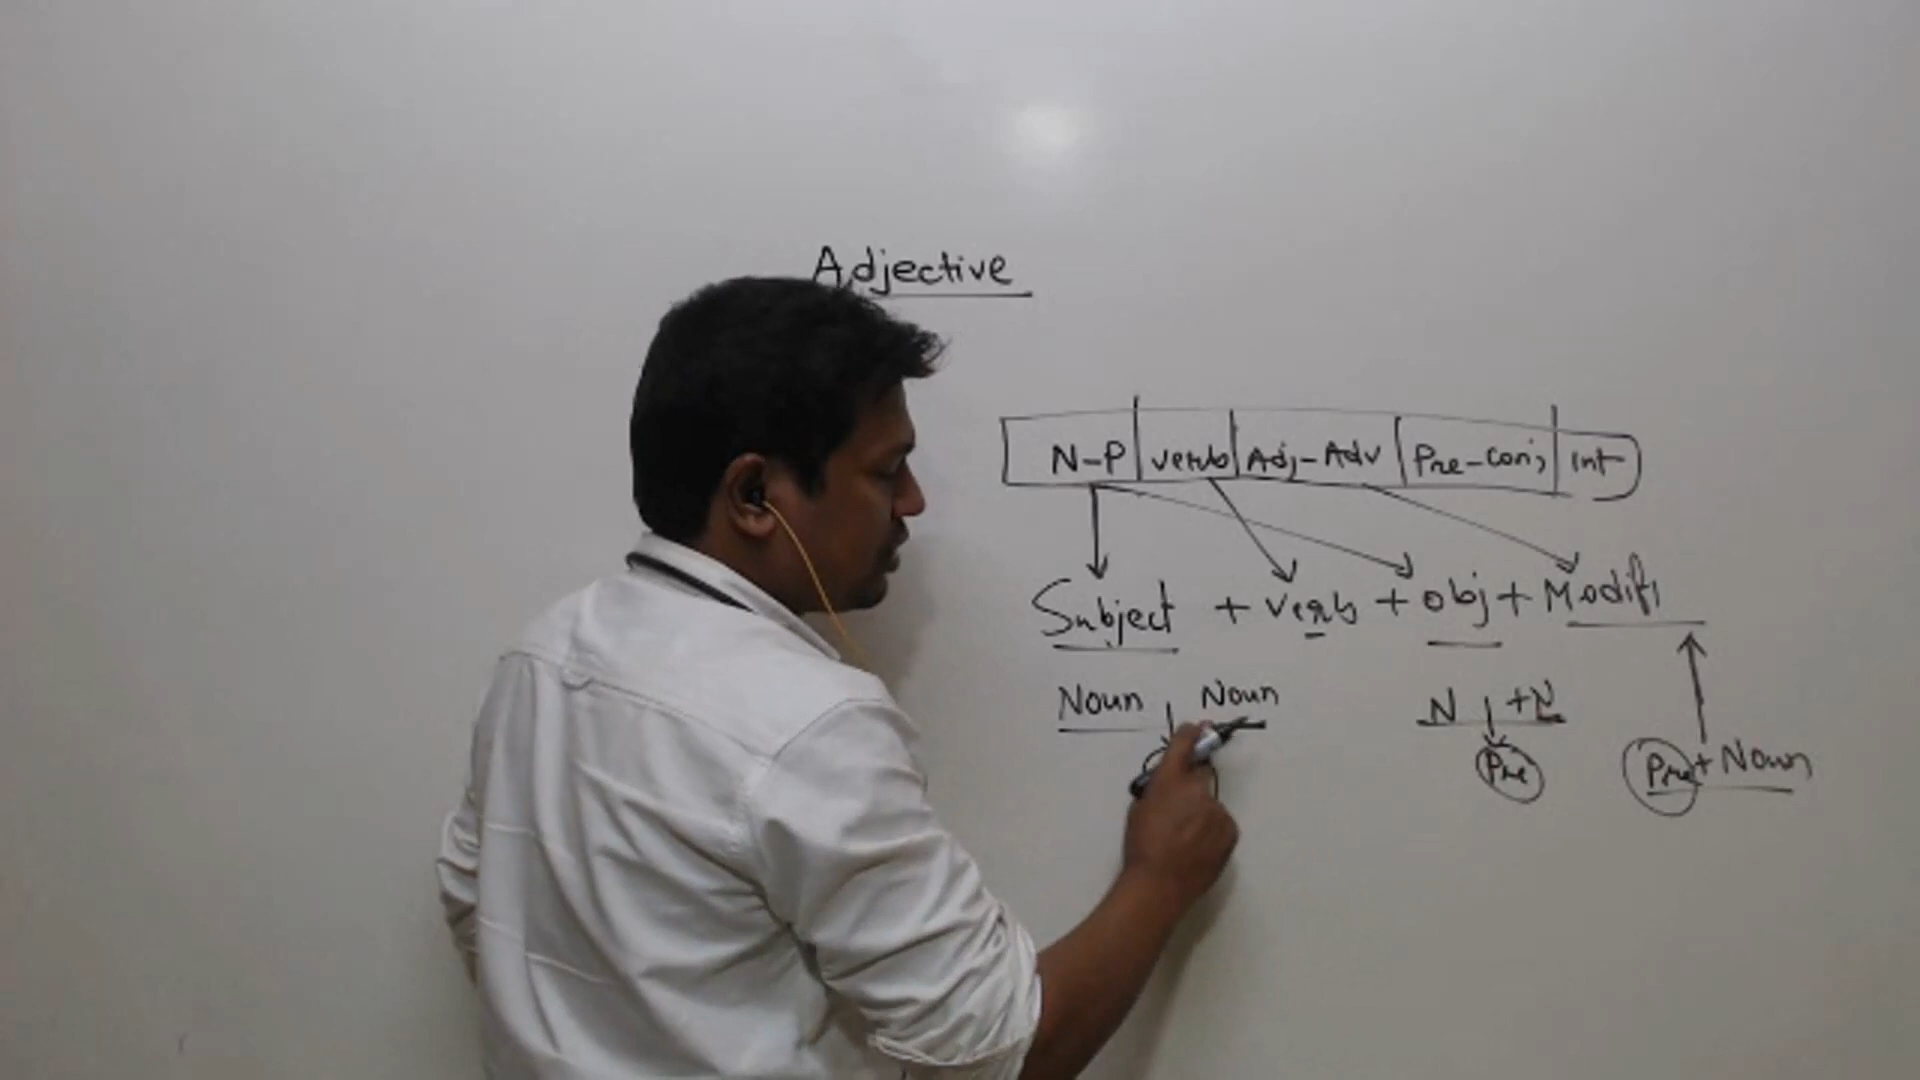 Adjective
N-P verb Adj-Adv Pre-conj Int
Subject + Verb + obj + Modifi
Noun Noun N +N
Pre Pre + Noun